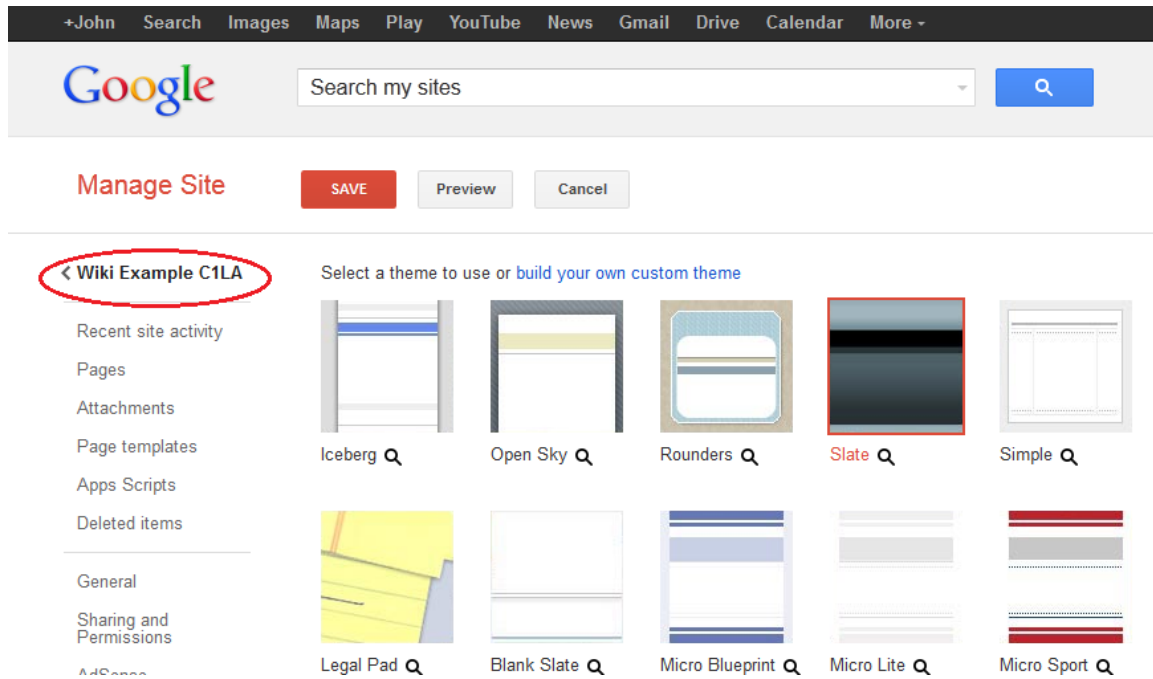 +John Search Images Maps Play YouTube News Gmail Drive Calendar More
Google
Search my sites
Manage Site
SAVE Preview Cancel
Wiki Example C1LA
Recent site activity
Pages
Attachments
Page templates
Apps Scripts
Deleted items
General
Sharing and
Permissions
AdSense
Select a theme to use or build your own custom theme
Iceberg Open Sky Rounders Slate Simple
Legal Pad Blank Slate Micro Blueprint Micro Lite Micro Sport